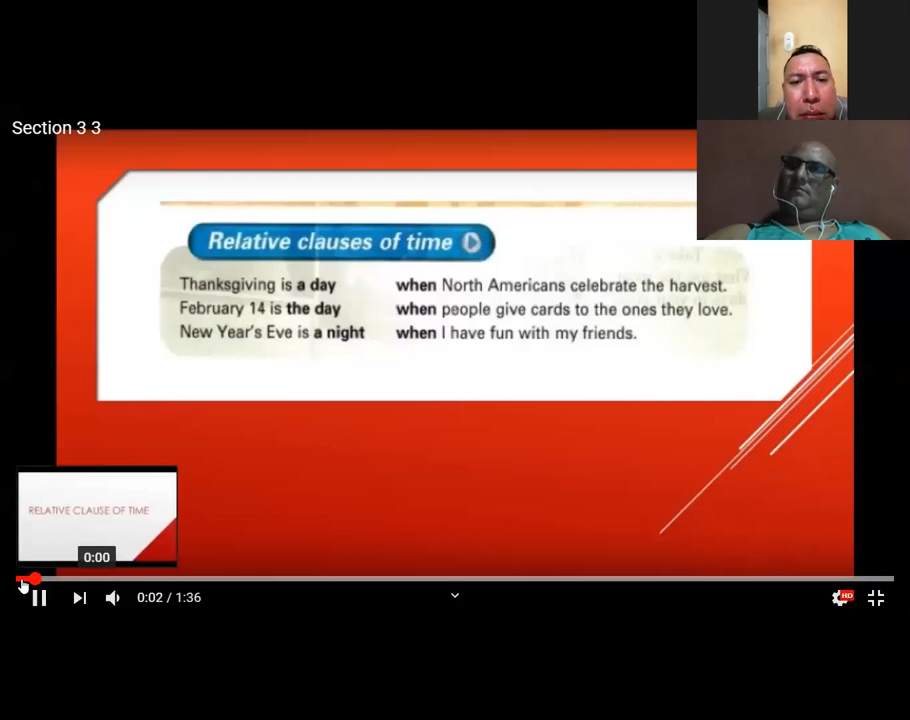 Section 3 3
Relative clauses of time
Thanksgiving is a day when North Americans celebrate the harvest.
February 14 is the day when people give cards to the ones they love.
New Year's Eve is a night when I have fun with my friends.
RELATIVE CLAUSE OF TIME
0:00
0:02 / 1:36
HD